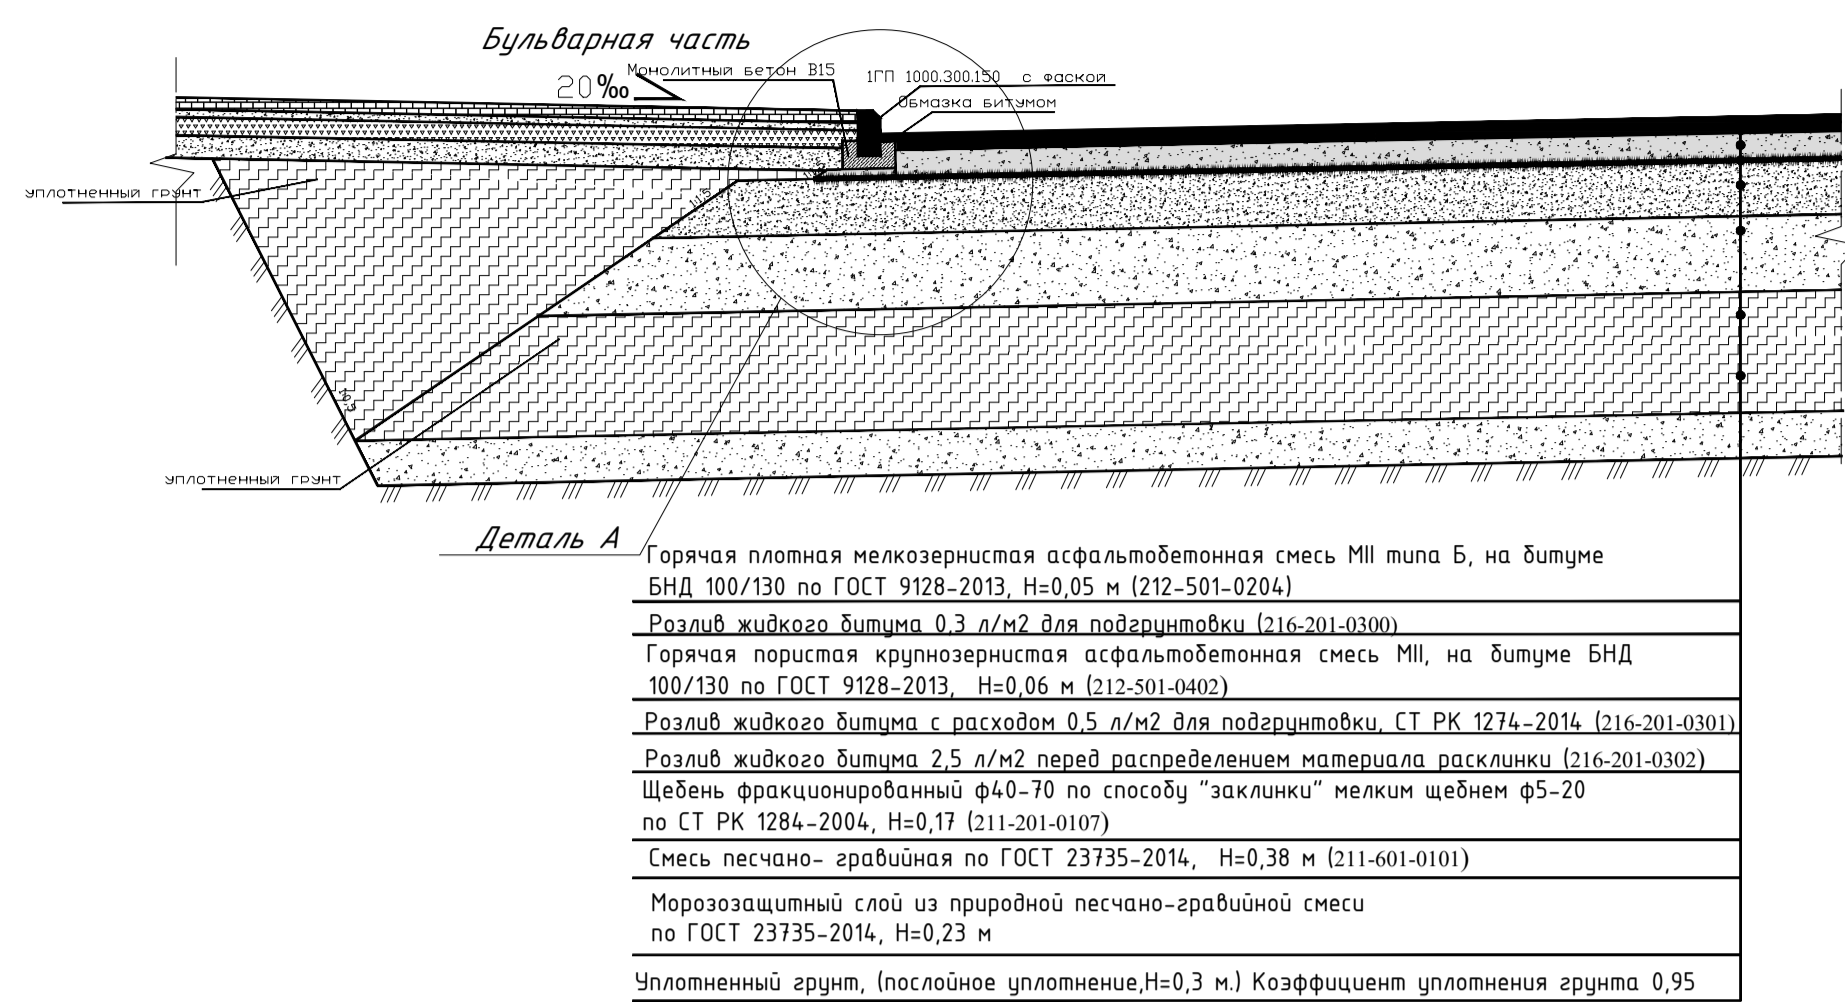 Бульварная часть
Монолитный бетон В15
1ГП 1000.300.150 с фаской
20‰
Обмазка битумом
уплотненный грунт
1:1,5
1:0,5
уплотненный грунт
Деталь А
Горячая плотная мелкозернистая асфальтобетонная смесь МII типа Б, на битуме
БНД 100/130 по ГОСТ 9128-2013, Н=0,05 м (212-501-0204)
Розлив жидкого битума 0,3 л/м2 для подгрунтовки (216-201-0300)
Горячая пористая крупнозернистая асфальтобетонная смесь МII, на битуме БНД
100/130 по ГОСТ 9128-2013, Н=0,06 м (212-501-0402)
Розлив жидкого битума с расходом 0,5 л/м2 для подгрунтовки, СТ РК 1274-2014 (216-201-0301)
Розлив жидкого битума 2,5 л/м2 перед распределением материала расклинки (216-201-0302)
Щебень фракционированный ф40-70 по способу "заклинки" мелким щебнем ф5-20
по СТ РК 1284-2004, Н=0,17 (211-201-0107)
Смесь песчано- гравийная по ГОСТ 23735-2014, Н=0,38 м (211-601-0101)
Морозозащитный слой из природной песчано-гравийной смеси
по ГОСТ 23735-2014, Н=0,23 м
Уплотненный грунт, (послойное уплотнение,Н=0,3 м.) Коэффициент уплотнения грунта 0,95